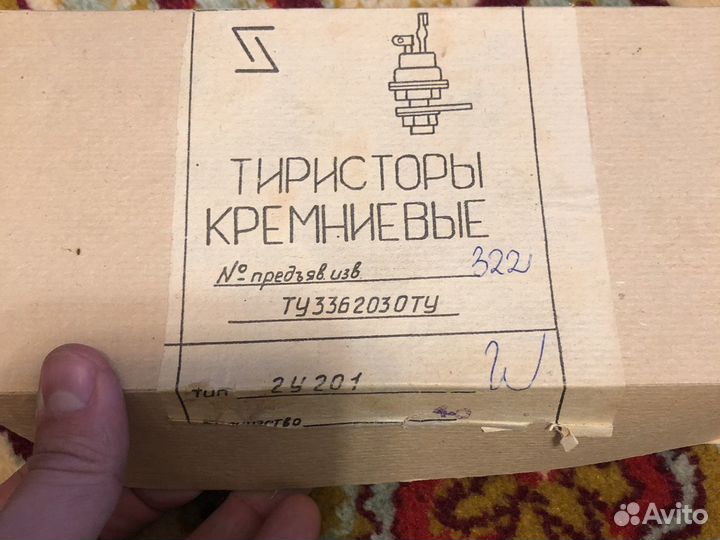 ТИРИСТОРЫ
КРЕМНИЕВЫЕ
№ предъяв. изв. 322
ТУ3362030ТУ
тип 2У201 И
Avito